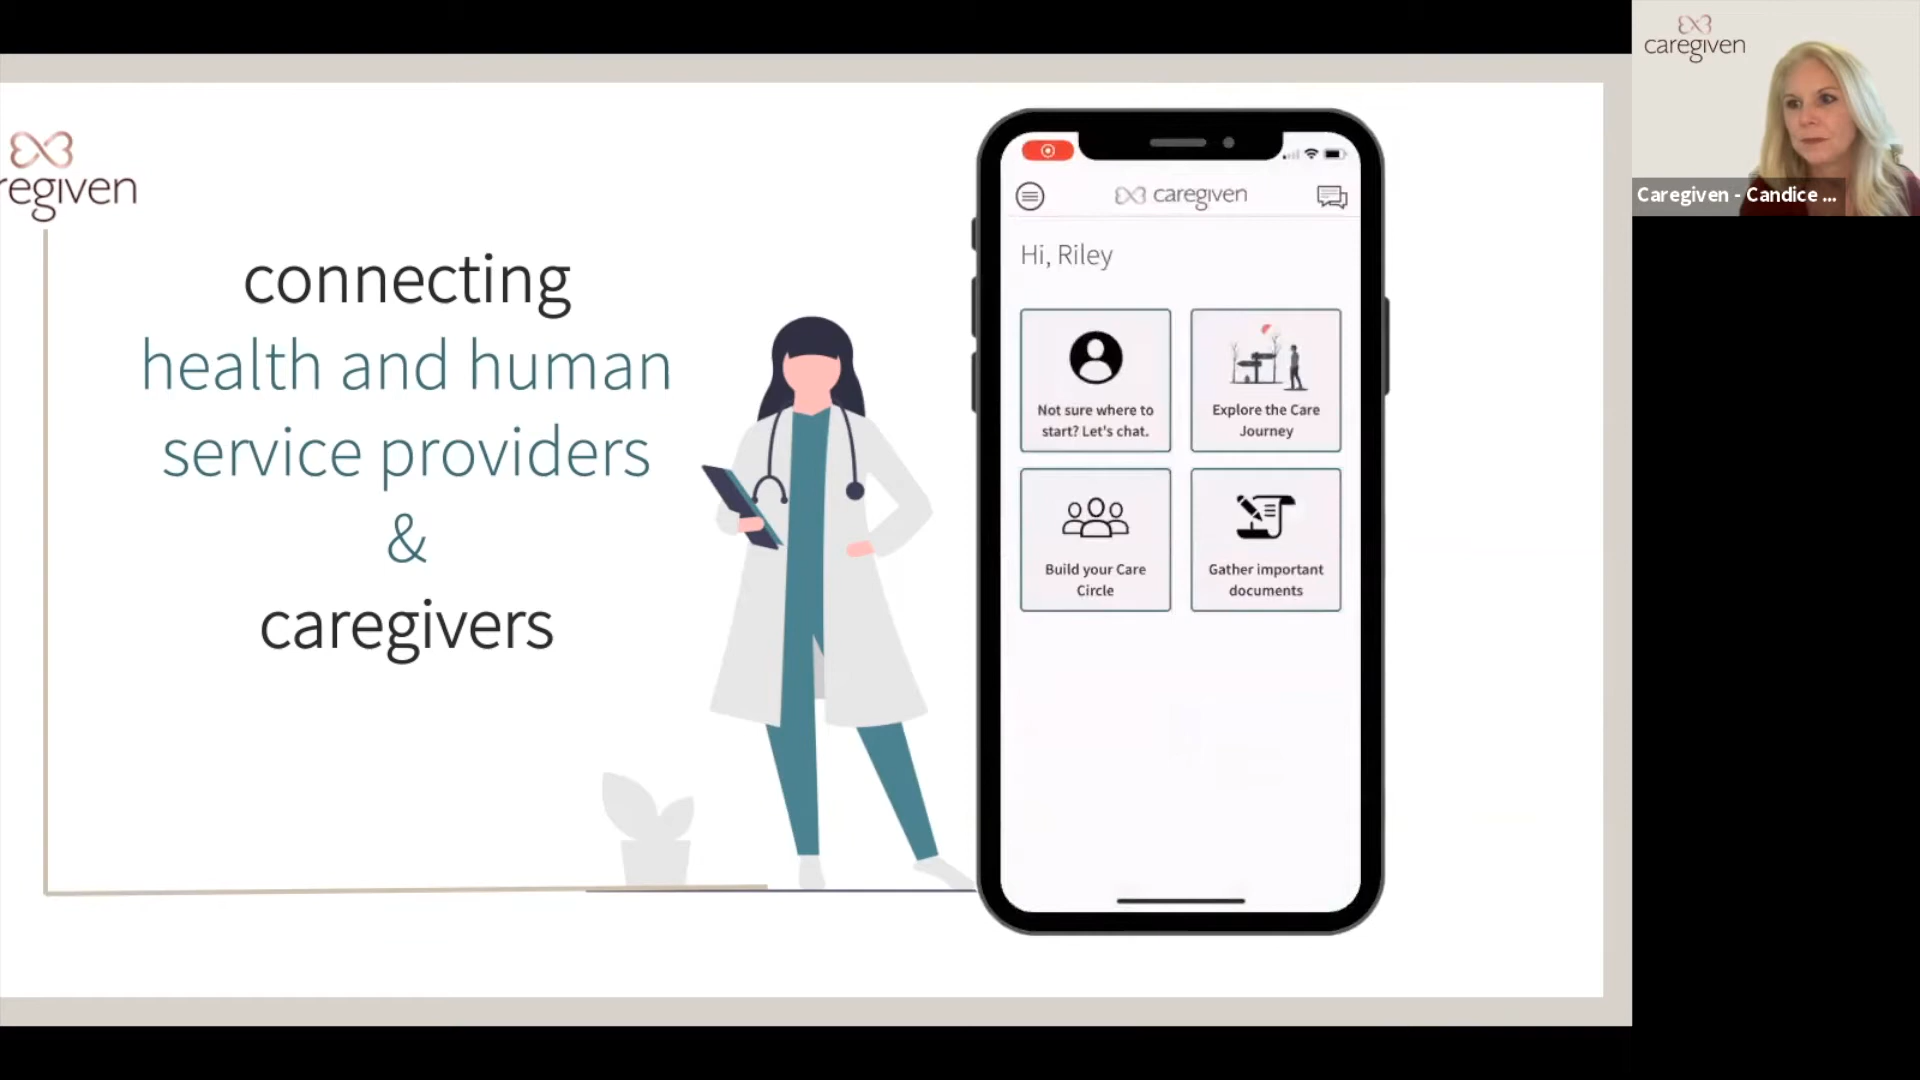 regiven
connecting
health and human
service providers
&
caregivers
caregiven
Hi, Riley
Not sure where to
start? Let's chat.
Explore the Care
Journey
Build your Care
Circle
Gather important
documents
caregiven
Caregiven - Candice ...